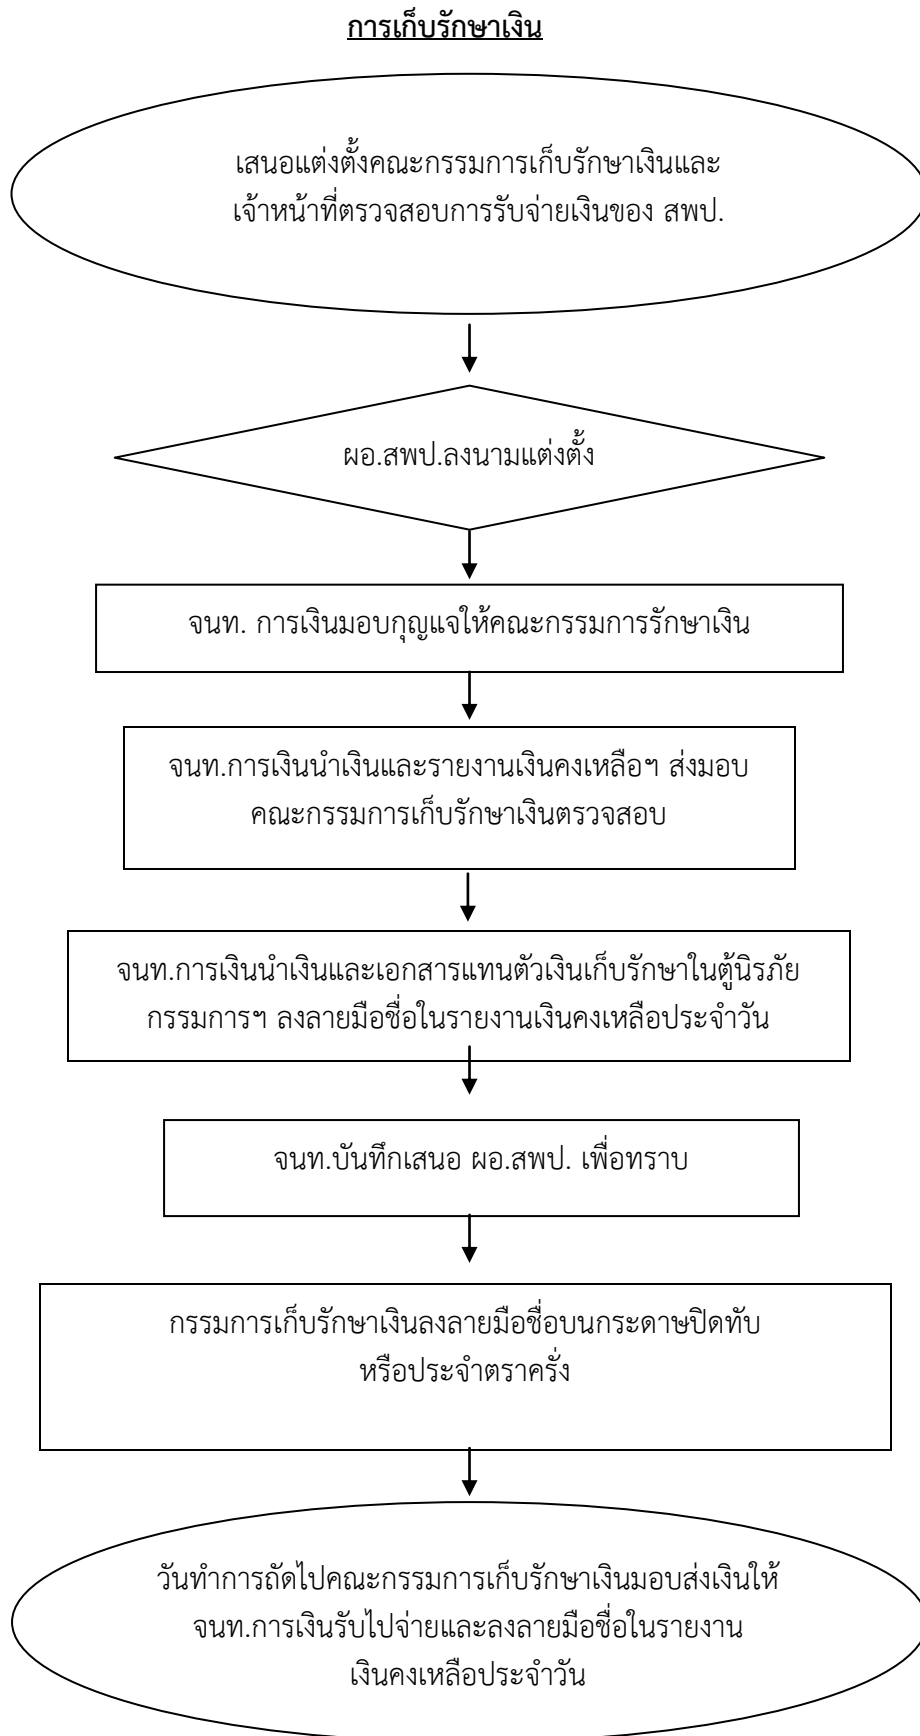 การเก็บรักษาเงิน
เสนอแต่งตั้งคณะกรรมการเก็บรักษาเงินและ
เจ้าหน้าที่ตรวจสอบการรับจ่ายเงินของ สพป.
ผอ.สพป.ลงนามแต่งตั้ง
จนท. การเงินมอบกุญแจให้คณะกรรมการรักษาเงิน
จนท.การเงินนำเงินและรายงานเงินคงเหลือฯ ส่งมอบ
คณะกรรมการเก็บรักษาเงินตรวจสอบ
จนท.การเงินนำเงินและเอกสารแทนตัวเงินเก็บรักษาในตู้นิรภัย
กรรมการฯ ลงลายมือชื่อในรายงานเงินคงเหลือประจำวัน
จนท.บันทึกเสนอ ผอ.สพป. เพื่อทราบ
กรรมการเก็บรักษาเงินลงลายมือชื่อบนกระดาษปิดทับ
หรือประจำตราครั่ง
วันทำการถัดไปคณะกรรมการเก็บรักษาเงินมอบส่งเงินให้
จนท.การเงินรับไปจ่ายและลงลายมือชื่อในรายงาน
เงินคงเหลือประจำวัน